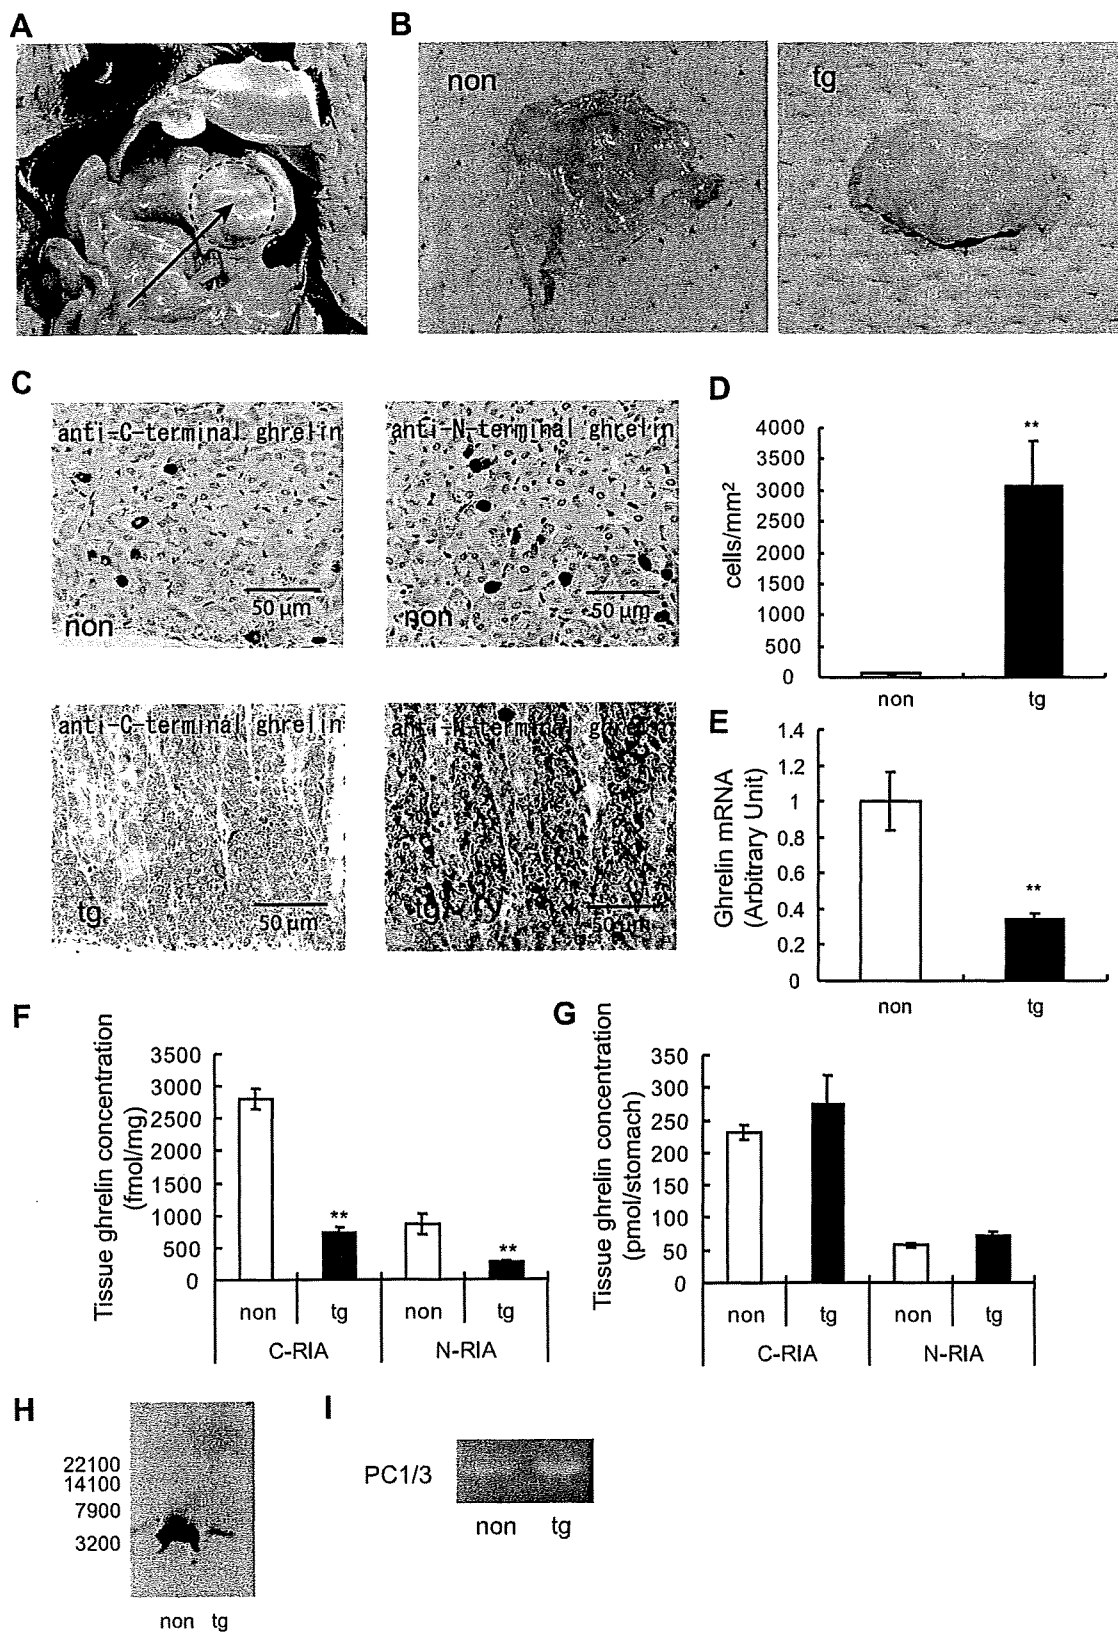 A
B
non
tg
C
anti-C-terminal ghrelin
50 µm
non
anti-N-terminal ghrelin
50 µm
non
anti-C-terminal ghrelin
tg
50 µm
anti-N-terminal ghrelin
50 µm
D
cells/mm²
4000
3500
3000
2500
2000
1500
1000
500
0
**
non
tg
E
Ghrelin mRNA
(Arbitrary Unit)
1.4
1.2
1
0.8
0.6
0.4
0.2
0
**
non
tg
F
Tissue ghrelin concentration
(fmol/mg)
3500
3000
2500
2000
1500
1000
500
0
**
**
non
tg
non
tg
C-RIA
N-RIA
G
Tissue ghrelin concentration
(pmol/stomach)
350
300
250
200
150
100
50
0
non
tg
non
tg
C-RIA
N-RIA
H
22100
14100
7900
3200
non tg
I
PC1/3
non tg